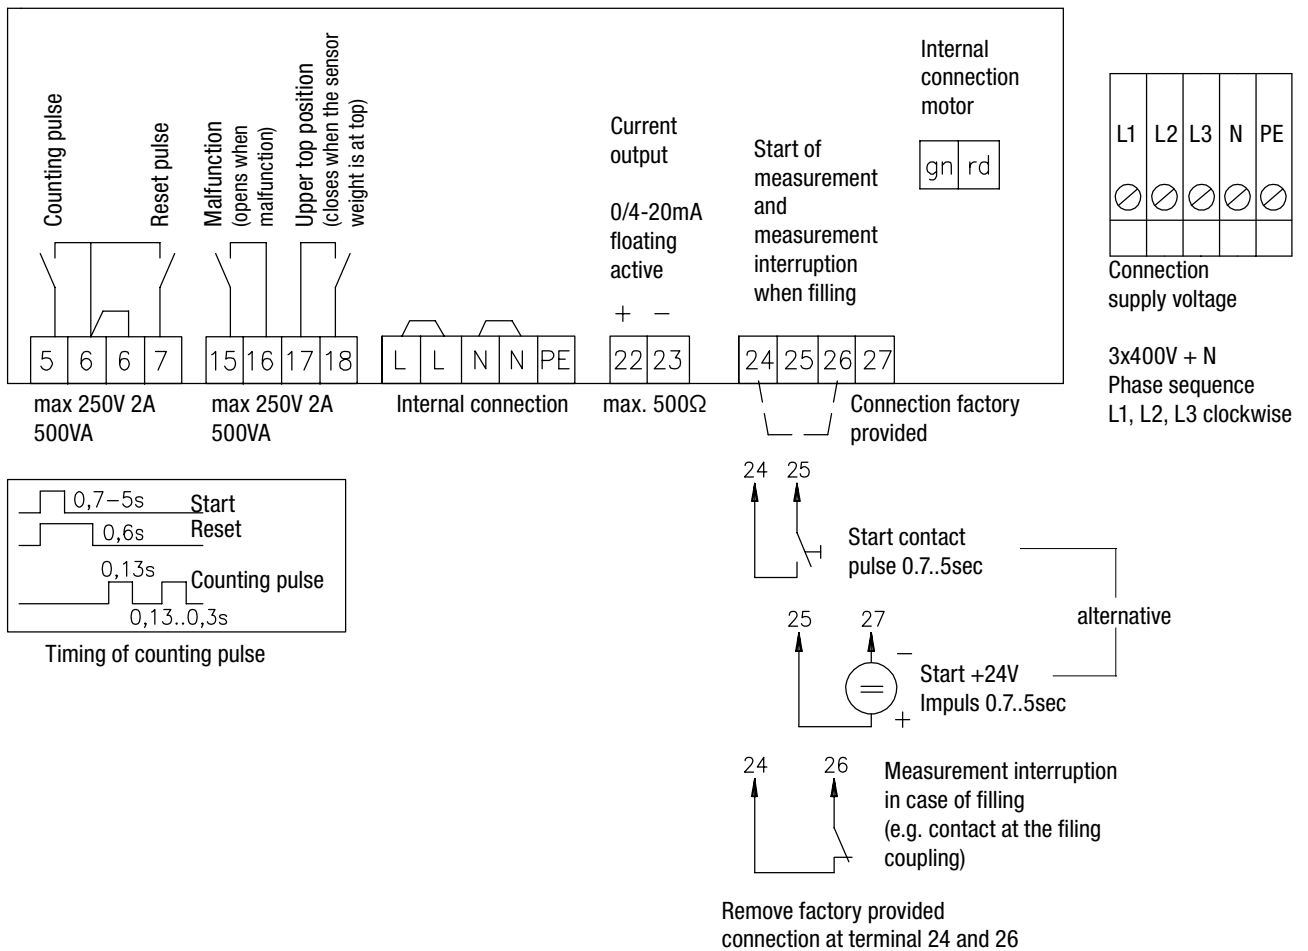 Counting pulse
Reset pulse
Malfunction
(opens when
malfunction)
Upper top position
(closes when the sensor
weight is at top)
Current
output
0/4-20mA
floating
active
+ −
Start of
measurement
and
measurement
interruption
when filling
Internal
connection
motor
gn rd
L1 L2 L3 N PE
Connection
supply voltage
3x400V + N
Phase sequence
L1, L2, L3 clockwise
5 6 6 7
15 16 17 18
L L N N PE
22 23
24 25 26 27
max 250V 2A
500VA
max 250V 2A
500VA
Internal connection
max. 500Ω
Connection factory
provided
0,7−5s Start
0,6s Reset
0,13s
Counting pulse
0,13..0,3s
Timing of counting pulse
24 25
Start contact
pulse 0.7..5sec
alternative
25 27
−
Start +24V
Impuls 0.7..5sec
+
24 26
Measurement interruption
in case of filling
(e.g. contact at the filing
coupling)
Remove factory provided
connection at terminal 24 and 26